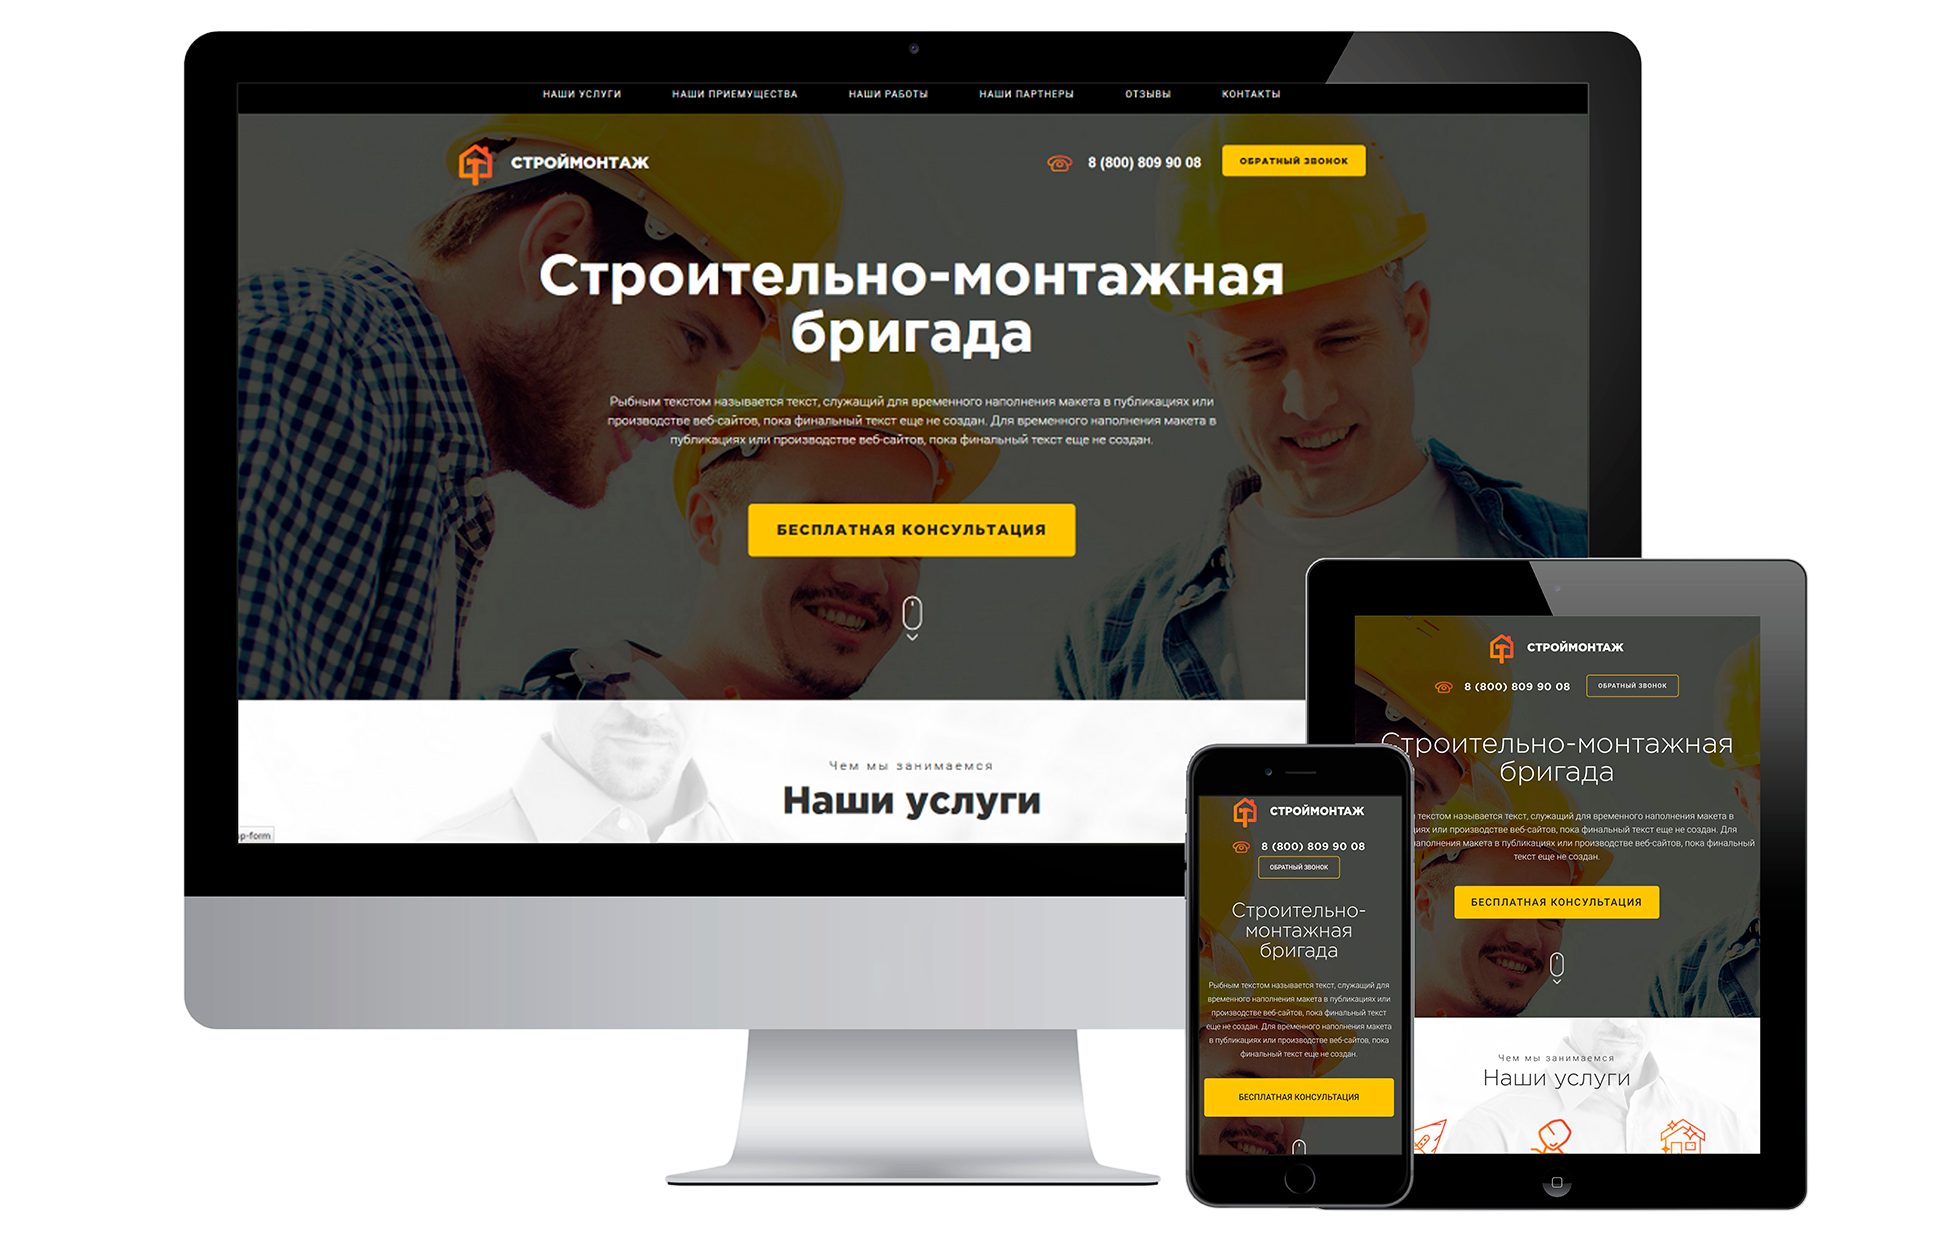 НАШИ УСЛУГИ НАШИ ПРИЕМУЩЕСТВА НАШИ РАБОТЫ НАШИ ПАРТНЕРЫ ОТЗЫВЫ КОНТАКТЫ
СТРОЙМОНТАЖ 8 (800) 809 90 08 ОБРАТНЫЙ ЗВОНОК
Строительно-монтажная
бригада
Рыбным текстом называется текст, служащий для временного наполнения макета в публикациях или
производстве веб-сайтов, пока финальный текст еще не создан. Для временного наполнения макета в
публикациях или производстве веб-сайтов, пока финальный текст еще не создан.
БЕСПЛАТНАЯ КОНСУЛЬТАЦИЯ
Чем мы занимаемся
Наши услуги
p-form
СТРОЙМОНТАЖ
8 (800) 809 90 08
ОБРАТНЫЙ ЗВОНОК
Строительно-
монтажная
бригада
Рыбным текстом называется текст, служащий для
временного наполнения макета в публикациях или
производстве веб-сайтов, пока финальный текст
еще не создан. Для временного наполнения макета
в публикациях или производстве веб-сайтов, пока
финальный текст еще не создан.
БЕСПЛАТНАЯ КОНСУЛЬТАЦИЯ
СТРОЙМОНТАЖ
8 (800) 809 90 08 ОБРАТНЫЙ ЗВОНОК
Строительно-монтажная
бригада
текстом называется текст, служащий для временного наполнения макета в
циях или производстве веб-сайтов, пока финальный текст еще не создан. Для
наполнения макета в публикациях или производстве веб-сайтов, пока финальный
текст еще не создан.
БЕСПЛАТНАЯ КОНСУЛЬТАЦИЯ
Чем мы занимаемся
Наши услуги